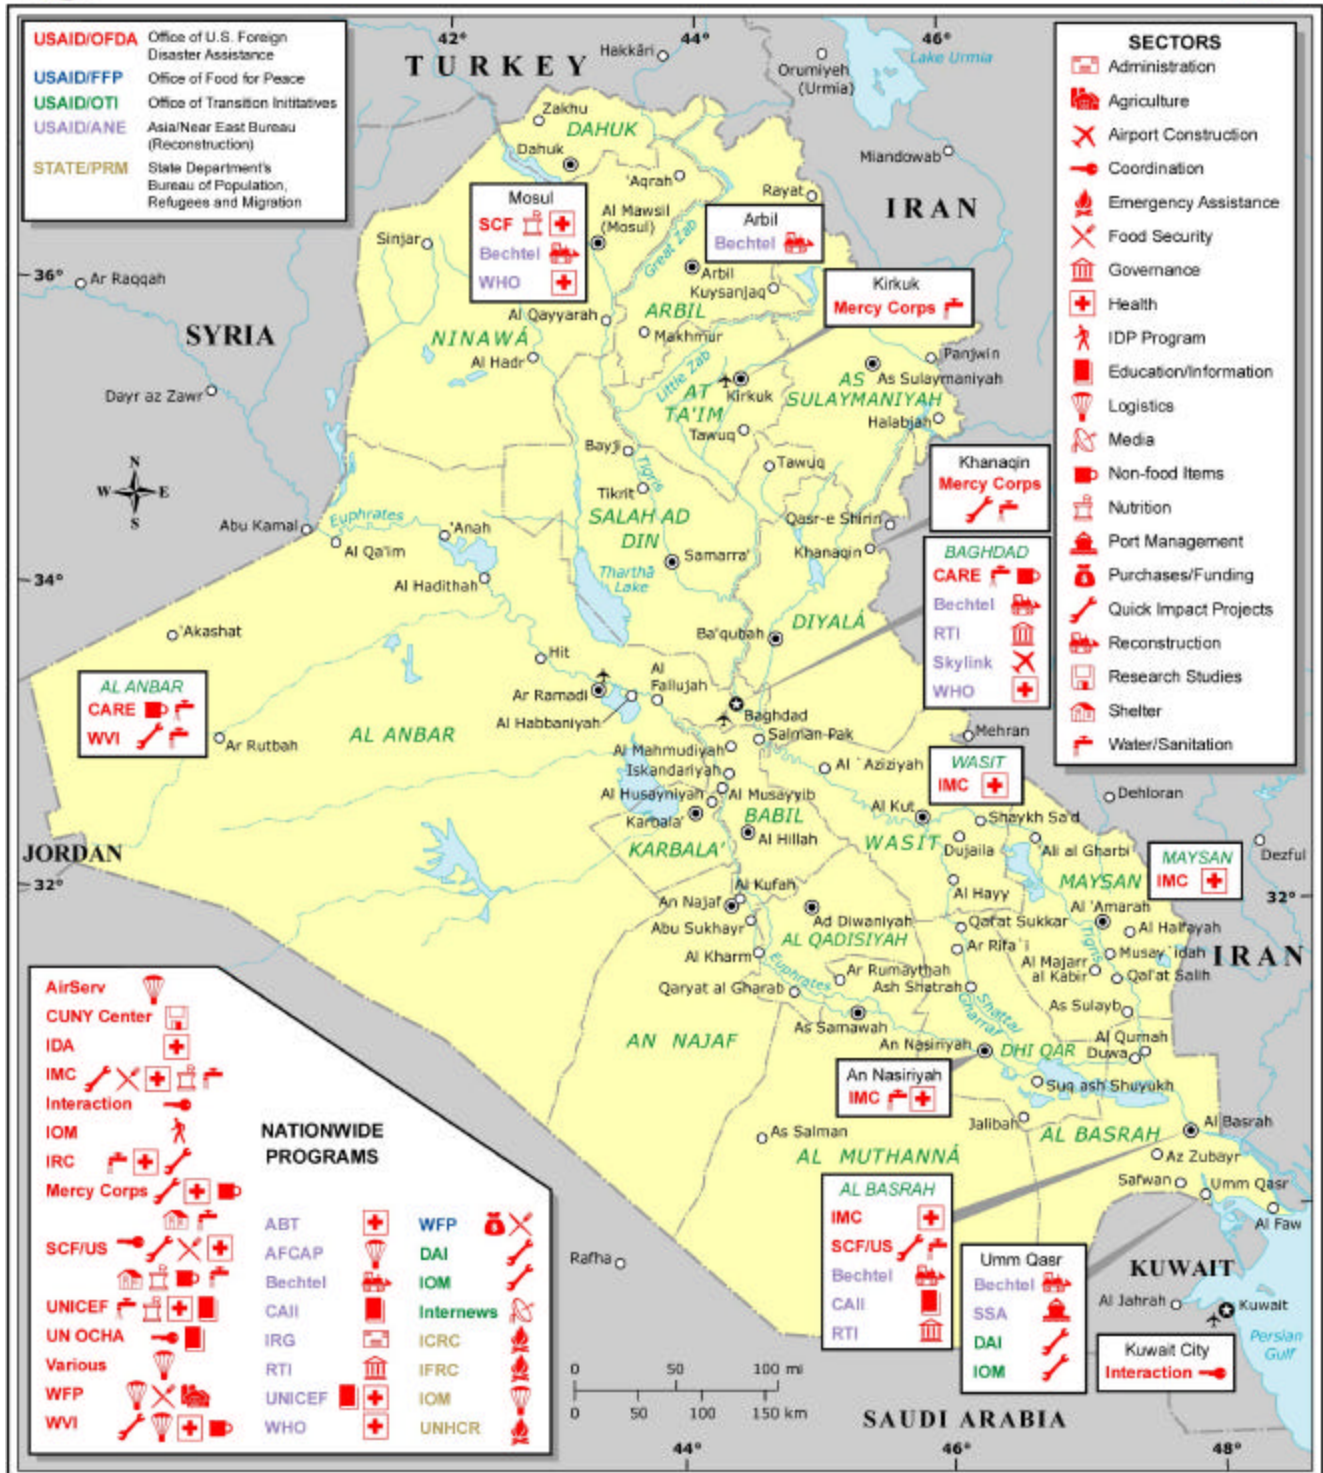 USAID/OFDA Office of U.S. Foreign
Disaster Assistance
USAID/FFP Office of Food for Peace
USAID/OTI Office of Transition Inititatives
USAID/ANE Asia/Near East Bureau
(Reconstruction)
STATE/PRM State Department's
Bureau of Population,
Refugees and Migration
42°
44°
46°
TURKEY
Hakkâri
Orumiyeh
(Urmia)
Lake Urmia
Miandowab
IRAN
SECTORS
Administration
Agriculture
Airport Construction
Coordination
Emergency Assistance
Food Security
Governance
Health
IDP Program
Education/Information
Logistics
Media
Non-food Items
Nutrition
Port Management
Purchases/Funding
Quick Impact Projects
Reconstruction
Research Studies
Shelter
Water/Sanitation
Zakhu
DAHUK
Dahuk
'Aqrah
Rayat
Mosul
SCF
Bechtel
WHO
Al Mawsil
(Mosul)
Great Zab
Arbil
Bechtel
Sinjar
36°
Ar Raqqah
Arbil
Kuysanjaq
Kirkuk
Mercy Corps
SYRIA
NINAWÁ
Al Qayyarah
ARBIL
Makhmur
Al Hadr
Little Zab
Panjwin
As Sulaymaniyah
AS
SULAYMANIYAH
Dayr az Zawr
AT
TA'IM
Kirkuk
Halabjah
Tawuq
Bayji
Tigris
Tawuq
Khanaqin
Mercy Corps
N
W E
S
Tikrit
Abu Kamal
Euphrates
'Anah
SALAH AD
DIN
Qasr-e Shirin
Al Qa'im
Samarra'
Khanaqin
34°
Al Hadithah
Tharthā
Lake
BAGHDAD
CARE
Bechtel
RTI
Skylink
WHO
'Akashat
Ba'qubah
DIYALÁ
Hit
Al
Fallujah
Ar Ramadi
Al Habbaniyah
Baghdad
AL ANBAR
CARE
WVI
Ar Rutbah
AL ANBAR
Salman Pak
Mehran
Al Mahmudiyah
Iskandariyah
Al `Aziziyah
WASIT
IMC
Al Husayniyah
Al Musayyib
Dehloran
Karbala'
BABIL
Al Kut
Shaykh Sa'd
Al Hillah
KARBALA'
WASIT
Dujaila
'Ali al Gharbi
Dezful
JORDAN
MAYSAN
IMC
32°
Al Kufah
Al Hayy
MAYSAN
32°
An Najaf
Ad Diwaniyah
Al 'Amarah
Abu Sukhayr
AL QADISIYAH
Qal'at Sukkar
Al Halfayah
Al Kharm
Ar Rifa`i
Tigris
Musay`idah
IRAN
Al Majarr
al Kabir
Qal'at Salih
Euphrates
Ar Rumaythah
Ash Shatrah
Qaryat al Gharab
Shattal
Gharraf
As Sulayb
As Samawah
Al Qurnah
AN NAJAF
An Nasiriyah
DHI QAR
Duwa
An Nasiriyah
IMC
Suq ash Shuyukh
Jalibah
Al Basrah
As Salman
AL BASRAH
AL MUTHANNÁ
Az Zubayr
Safwan
Umm Qasr
Al Faw
AL BASRAH
IMC
SCF/US
Bechtel
CAII
RTI
Rafha
Umm Qasr
Bechtel
SSA
DAI
IOM
KUWAIT
Al Jahrah
Kuwait
Persian
Gulf
Kuwait City
Interaction
AirServ
CUNY Center
IDA
IMC
Interaction
IOM
IRC
Mercy Corps
SCF/US
UNICEF
UN OCHA
Various
WFP
WVI
NATIONWIDE
PROGRAMS
ABT
AFCAP
Bechtel
CAII
IRG
RTI
UNICEF
WHO
WFP
DAI
IOM
Internews
ICRC
IFRC
IOM
UNHCR
0 50 100 mi
0 50 100 150 km
SAUDI ARABIA
44°
46°
48°